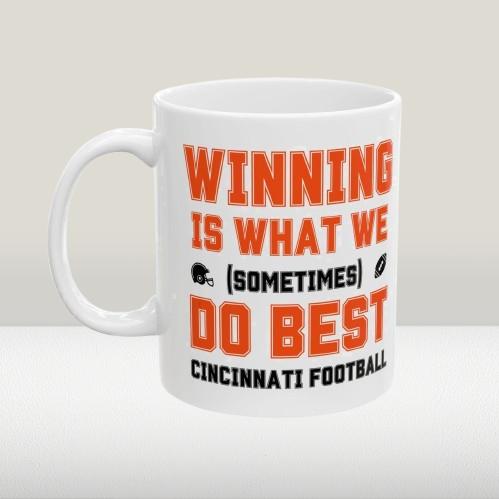 WINNING
IS WHAT WE
(SOMETIMES)
DO BEST
CINCINNATI FOOTBALL